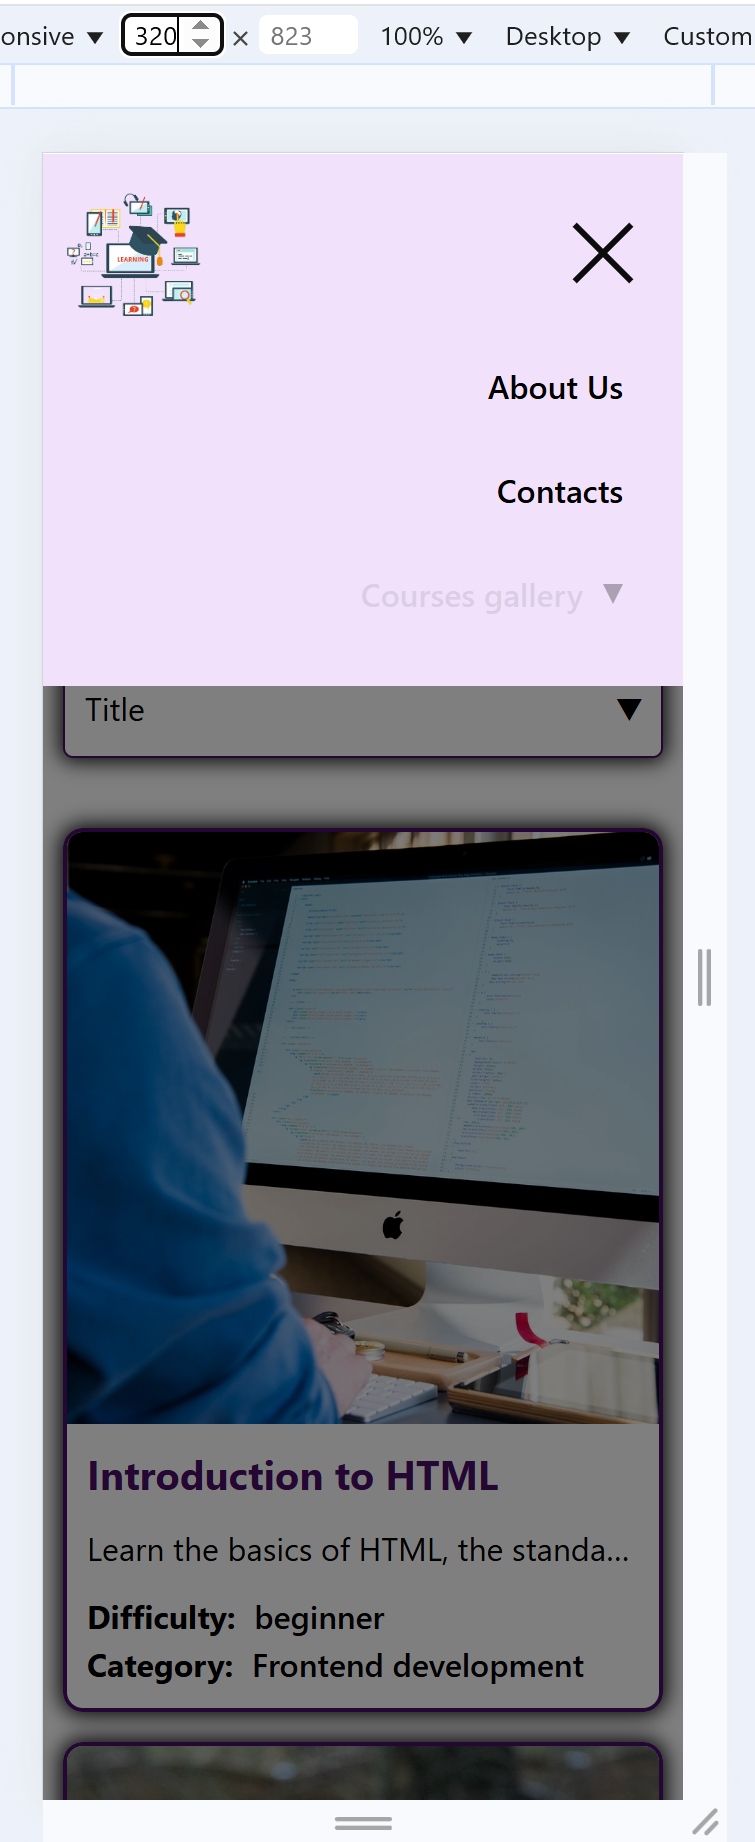 onsive ▼ 320 × 823 100% ▼ Desktop ▼ Custom
LEARNING
About Us
Contacts
Courses gallery ▼
Title ▼
Introduction to HTML
Learn the basics of HTML, the standa...
Difficulty: beginner
Category: Frontend development